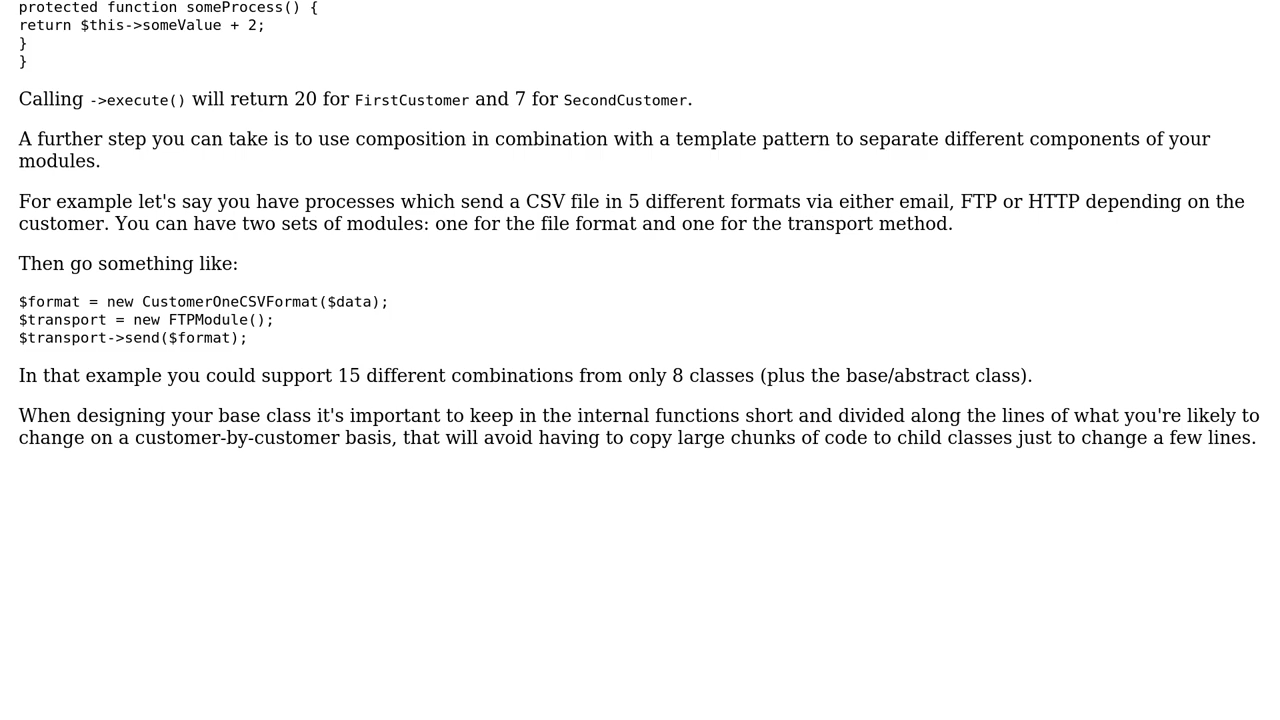 protected function someProcess() {
return $this->someValue + 2;
}
}
Calling ->execute() will return 20 for FirstCustomer and 7 for SecondCustomer.
A further step you can take is to use composition in combination with a template pattern to separate different components of your
modules.
For example let's say you have processes which send a CSV file in 5 different formats via either email, FTP or HTTP depending on the
customer. You can have two sets of modules: one for the file format and one for the transport method.
Then go something like:
$format = new CustomerOneCSVFormat($data);
$transport = new FTPModule();
$transport->send($format);
In that example you could support 15 different combinations from only 8 classes (plus the base/abstract class).
When designing your base class it's important to keep in the internal functions short and divided along the lines of what you're likely to
change on a customer-by-customer basis, that will avoid having to copy large chunks of code to child classes just to change a few lines.